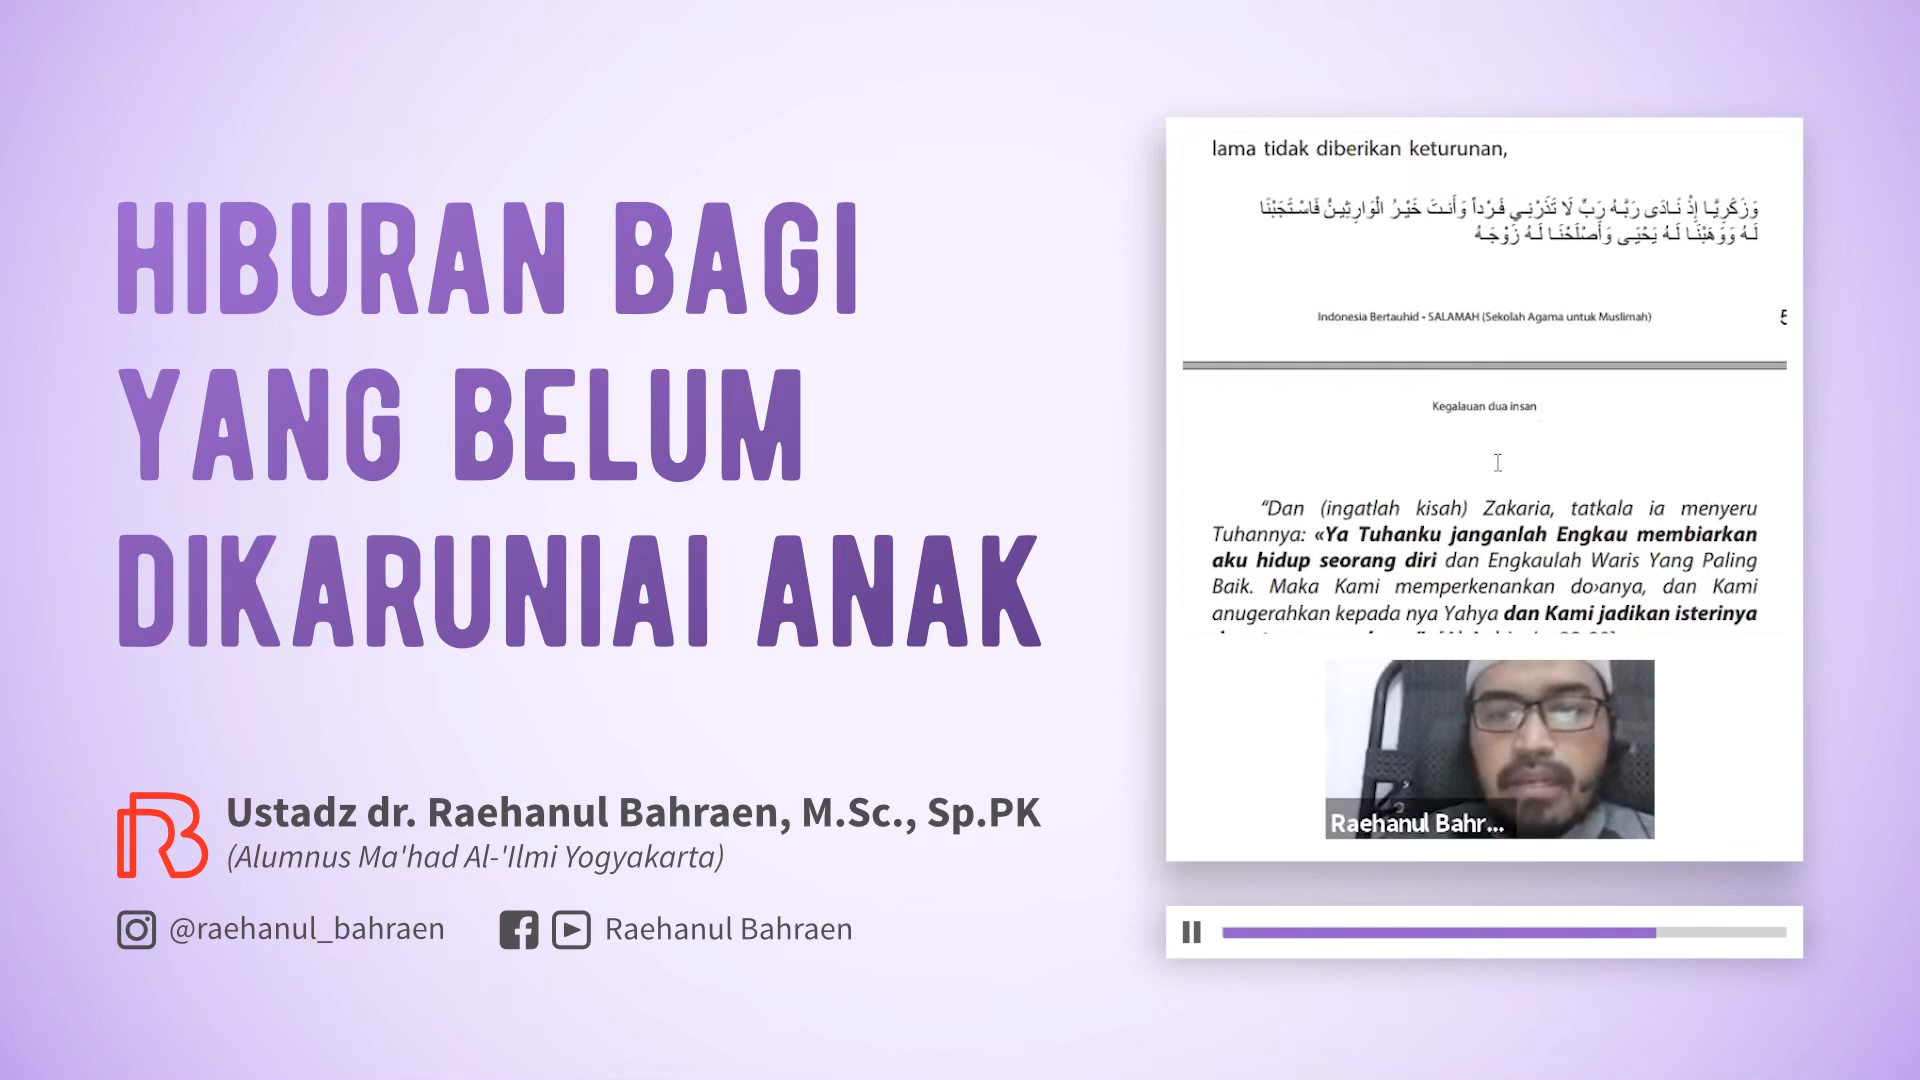 HIBURAN BAGI
YANG BELUM
DIKARUNIAI ANAK
Ustadz dr. Raehanul Bahraen, M.Sc., Sp.PK
(Alumnus Ma'had Al-'Ilmi Yogyakarta)
@raehanul_bahraen
Raehanul Bahraen
lama tidak diberikan keturunan,
وَزَكَرِيَّا إِذْ نَادَى رَبَّهُ رَبِّ لَا تَذَرْنِي فَرْداً وَأَنتَ خَيْرُ الْوَارِثِينَ فَاسْتَجَبْنَا
لَهُ وَوَهَبْنَا لَهُ يَحْيَى وَأَصْلَحْنَا لَهُ زَوْجَهُ
Indonesia Bertauhid - SALAMAH (Sekolah Agama untuk Muslimah)
5
Kegalauan dua insan
“Dan (ingatlah kisah) Zakaria, tatkala ia menyeru
Tuhannya: «Ya Tuhanku janganlah Engkau membiarkan
aku hidup seorang diri dan Engkaulah Waris Yang Paling
Baik. Maka Kami memperkenankan do›anya, dan Kami
anugerahkan kepada nya Yahya dan Kami jadikan isterinya
Raehanul Bahr...